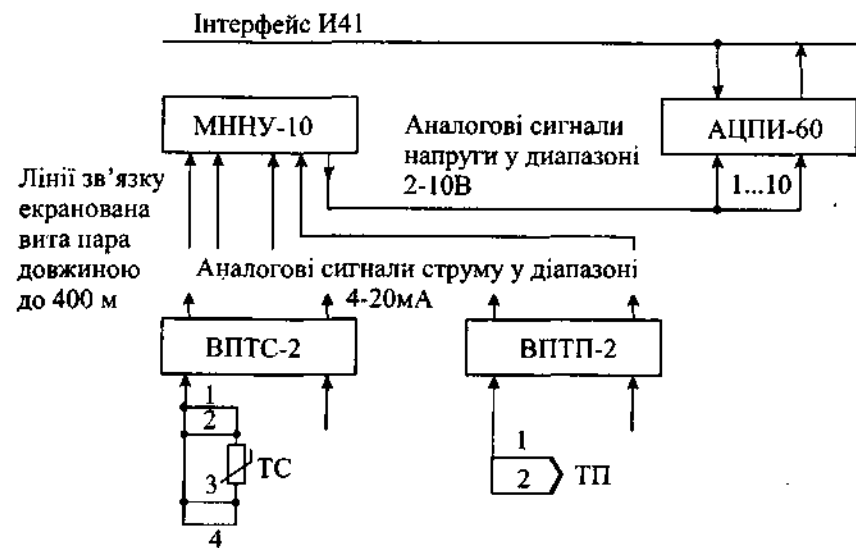 Інтерфейс И41
МННУ-10
АЦПИ-60
Аналогові сигнали
напруги у диапазоні
2-10В
1...10
Лінії зв’язку
екранована
вита пара
довжиною
до 400 м
Аналогові сигнали струму у діапазоні
4-20мА
ВПТС-2
ВПТП-2
1
2
3
4
ТС
1
2
ТП